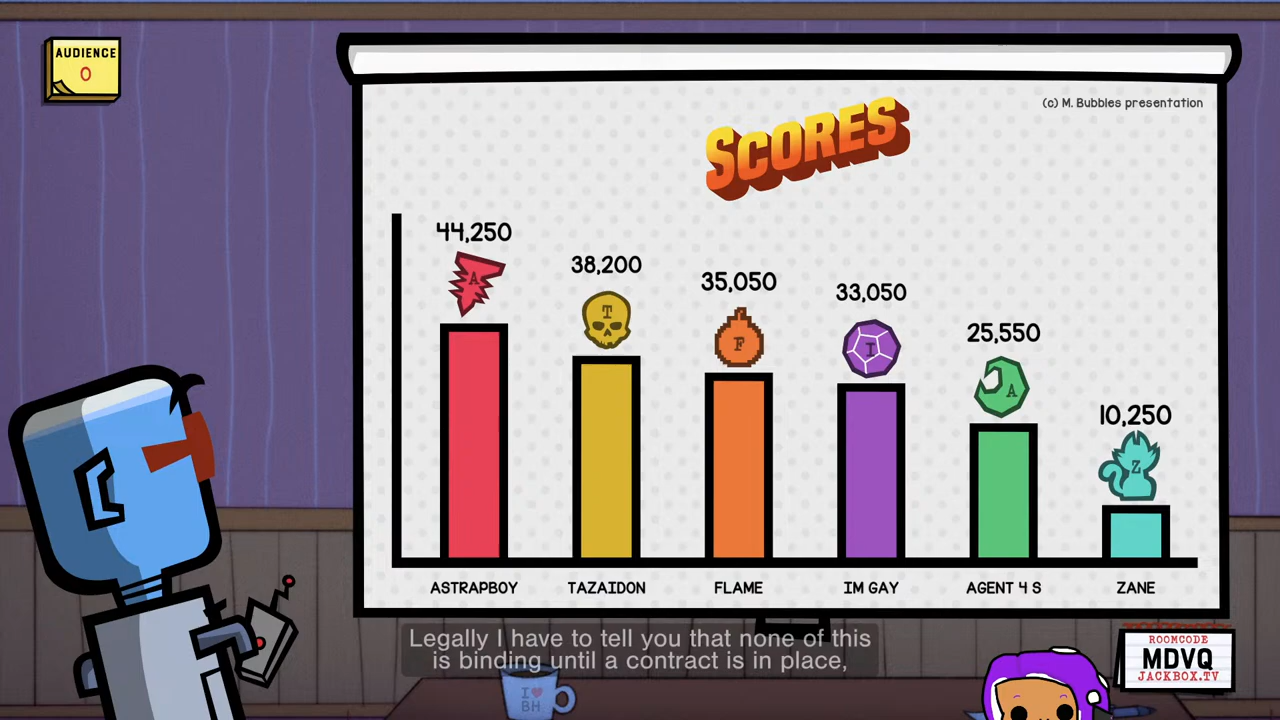 AUDIENCE
0
(c) M. Bubbles presentation
SCORES
44,250
38,200
35,050
33,050
25,550
10,250
A
T
F
I
A
Z
ASTRAPBOY
TAZAIDON
FLAME
IM GAY
AGENT 4 S
ZANE
Legally I have to tell you that none of this
is binding until a contract is in place,
I ♥
BH
ROOMCODE
MDVQ
JACKBOX.TV